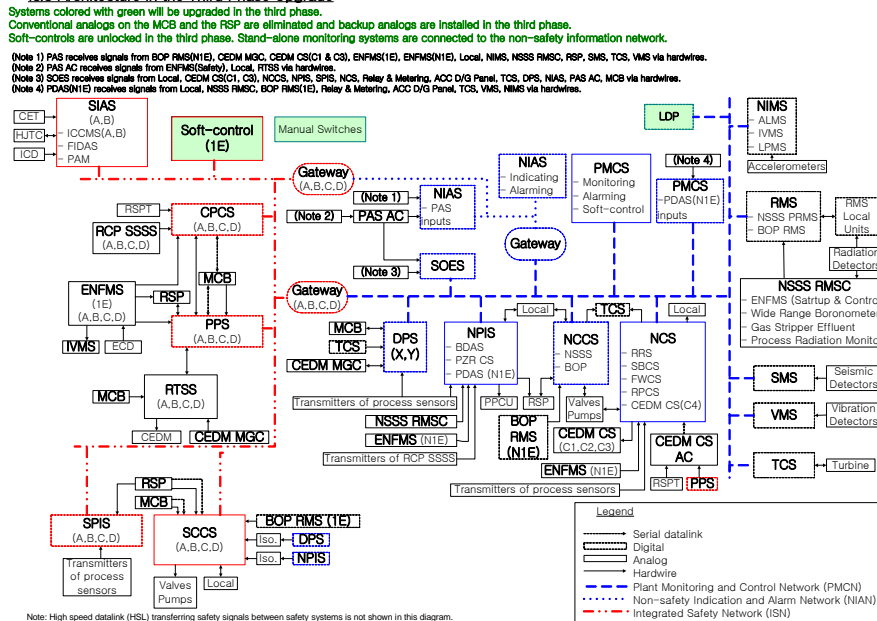 Systems colored with green will be upgraded in the third phase.
Conventional analogs on the MCB and the RSP are eliminated and backup analogs are installed in the third phase.
Soft-controls are unlocked in the third phase. Stand-alone monitoring systems are connected to the non-safety information network.
(Note 1) PAS receives signals from BOP RMS(N1E), CEDM MGC, CEDM CS(C1 & C3), ENFMS(1E), ENFMS(N1E), Local, NIMS, NSSS RMSC, RSP, SMS, TCS, VMS via hardwires.
(Note 2) PAS AC receives signals from ENFMS(Safety), Local, RTSS via hardwires.
(Note 3) SOES receives signals from Local, CEDM CS(C1, C3), NCCS, NPIS, SPIS, NCS, Relay & Metering, ACC D/G Panel, TCS, DPS, NIAS, PAS AC, MCB via hardwires.
(Note 4) PDAS(N1E) receives signals from Local, NSSS RMSC, BOP RMS(1E), Relay & Metering, ACC D/G Panel, TCS, VMS, NIMS via hardwires.
CET
HJTC
ICD
SIAS
(A,B)
- ICCMS(A,B)
- FIDAS
- PAM
Soft-control
(1E)
Manual Switches
LDP
NIMS
- ALMS
- IVMS
- LPMS
Accelerometers
Gateway
(A,B,C,D)
(Note 1)
(Note 2)
PAS AC
NIAS
- PAS
inputs
NIAS
- Indicating
- Alarming
PMCS
- Monitoring
- Alarming
- Soft-control
(Note 4)
PMCS
- PDAS(N1E)
inputs
RMS
- NSSS PRMS
- BOP RMS
RMS
Local
Units
Radiation
Detectors
RSPT
RCP SSSS
(A,B,C,D)
CPCS
(A,B,C,D)
MCB
Gateway
(Note 3)
SOES
ENFMS
(1E)
(A,B,C,D)
RSP
PPS
(A,B,C,D)
Gateway
(A,B,C,D)
IVMS
ECD
NSSS RMSC
- ENFMS (Satrtup & Control
- Wide Range Boronometer
- Gas Stripper Effluent
- Process Radiation Monito
MCB
TCS
CEDM MGC
DPS
(X,Y)
NPIS
- BDAS
- PZR CS
- PDAS (N1E)
Local
TCS
NCCS
- NSSS
- BOP
NCS
- RRS
- SBCS
- FWCS
- RPCS
- CEDM CS(C4)
Local
SMS
Seismic
Detectors
VMS
Vibration
Detectors
TCS
Turbine
MCB
RTSS
(A,B,C,D)
CEDM
CEDM MGC
Transmitters of process sensors
PPCU
RSP
Valves
Pumps
NSSS RMSC
ENFMS (N1E)
Transmitters of RCP SSSS
BOP
RMS
(N1E)
CEDM CS
(C1,C2,C3)
ENFMS (N1E)
Transmitters of process sensors
CEDM CS
AC
RSPT
PPS
RSP
MCB
SPIS
(A,B,C,D)
SCCS
(A,B,C,D)
BOP RMS (1E)
Iso.
DPS
Iso.
NPIS
Transmitters
of process
sensors
Valves
Pumps
Local
Legend
Serial datalink
Digital
Analog
Hardwire
Plant Monitoring and Control Network (PMCN)
Non-safety Indication and Alarm Network (NIAN)
Integrated Safety Network (ISN)
Note: High speed datalink (HSL) transferring safety signals between safety systems is not shown in this diagram.